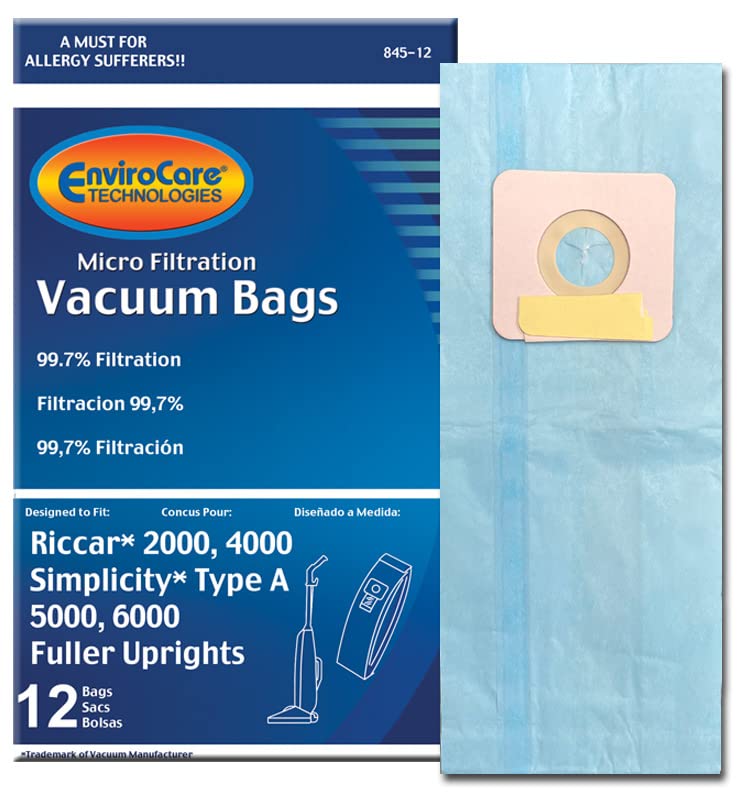 A MUST FOR
ALLERGY SUFFERERS!!
845-12
EnviroCare®
TECHNOLOGIES
Micro Filtration
Vacuum Bags
99.7% Filtration
Filtracion 99,7%
99,7% Filtración
Designed to Fit: Concus Pour: Diseñado a Medida:
Riccar* 2000, 4000
Simplicity* Type A
5000, 6000
Fuller Uprights
12 Bags
Sacs
Bolsas
*Trademark of Vacuum Manufacturer